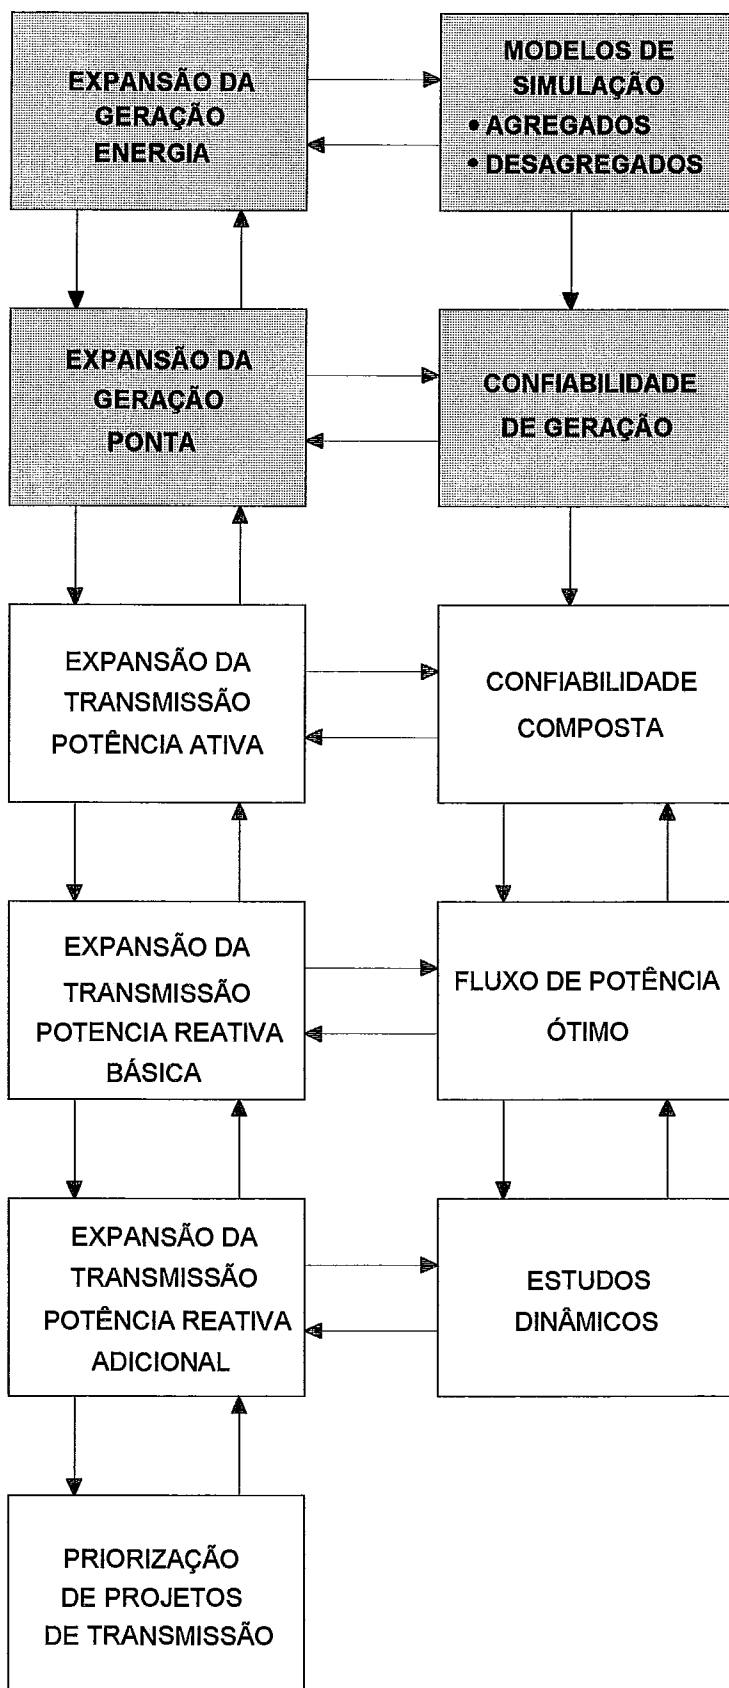 EXPANSÃO DA
GERAÇÃO
ENERGIA
MODELOS DE
SIMULAÇÃO
• AGREGADOS
• DESAGREGADOS
EXPANSÃO DA
GERAÇÃO
PONTA
CONFIABILIDADE
DE GERAÇÃO
EXPANSÃO DA
TRANSMISSÃO
POTÊNCIA ATIVA
CONFIABILIDADE
COMPOSTA
EXPANSÃO DA
TRANSMISSÃO
POTENCIA REATIVA
BÁSICA
FLUXO DE POTÊNCIA
ÓTIMO
EXPANSÃO DA
TRANSMISSÃO
POTÊNCIA REATIVA
ADICIONAL
ESTUDOS
DINÂMICOS
PRIORIZAÇÃO
DE PROJETOS
DE TRANSMISSÃO